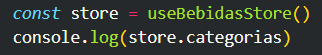 const store = useBebidasStore()
console.log(store.categorias)